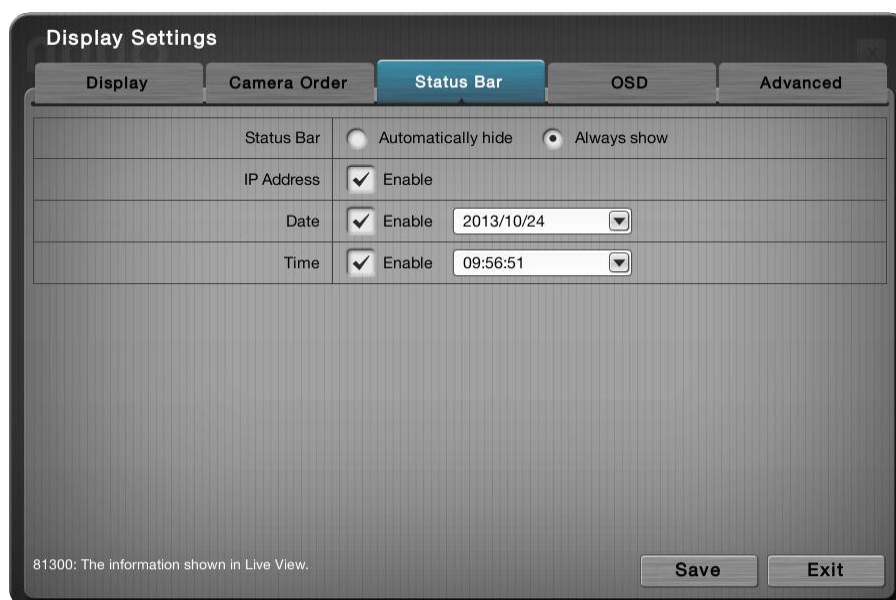 Display Settings
Display Camera Order Status Bar OSD Advanced
Status Bar Automatically hide Always show
IP Address Enable
Date Enable 2013/10/24
Time Enable 09:56:51
81300: The information shown in Live View.
Save Exit